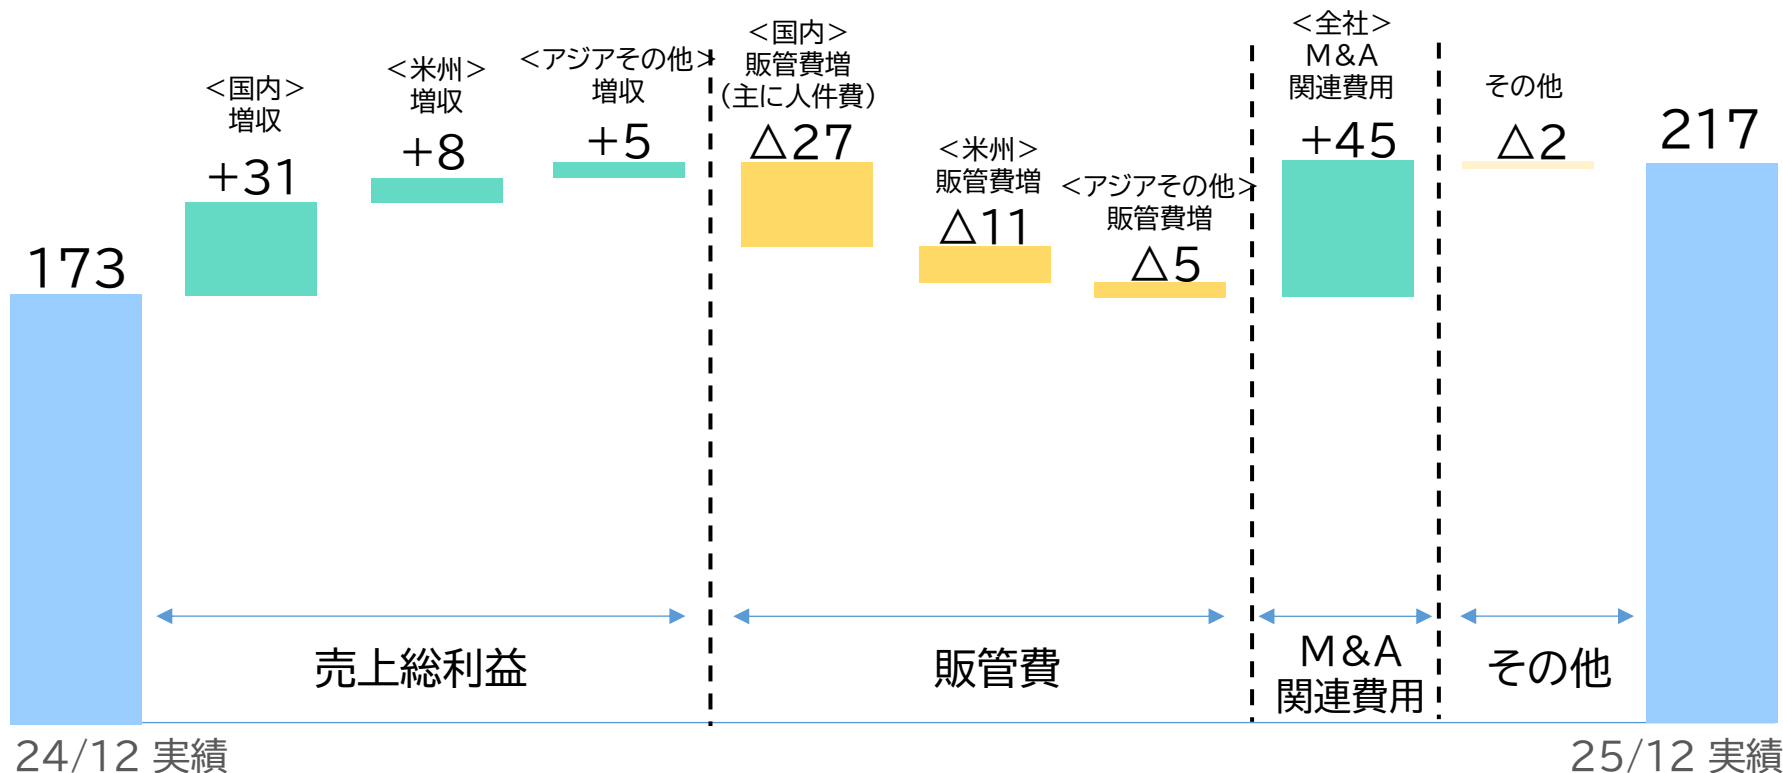 173
<国内>
増収
+31
<米州>
増収
+8
<アジアその他>
増収
+5
<国内>
販管費増
(主に人件費)
△27
<米州>
販管費増
△11
<アジアその他>
販管費増
△5
<全社>
M&A
関連費用
+45
その他
△2
217
売上総利益
販管費
M&A
関連費用
その他
24/12 実績
25/12 実績